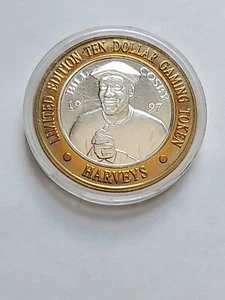 LIMITED EDITION TEN DOLLAR GAMING TOKEN
BILL COSBY
19 97
HARVEYS